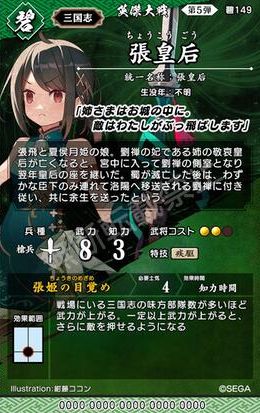 碧
三国志
英傑大戦
第5弾
碧149
ちょうこうごう
張皇后
統一名称：張皇后
生没年：不明
「姉さまはお城の中に。
敵はわたしがぶっ飛ばします」
張飛と夏侯月姫の娘。劉禅の妃である姉の敬哀皇
后が亡くなると、宮中に入って劉禅の側室となり
翌年皇后の座を継いだ。蜀が滅亡した後は、わず
かな臣下のみ連れて洛陽へ移送される劉禅に付き
従い、共に余生を送ったという。
兵種
武力
知力
武将コスト
槍兵
8
3
特技
疾駆
ちょうきのめざめ
張姫の目覚め
必要士気
4
効果時間
知力時間
効果範囲
戦場にいる三国志の味方部隊数が多いほど
武力が上がる。一定以上武力が上がると、
さらに敵を押せるようになる
Illustration:紺藤ココン
©SEGA
0000-0000-0000-0000-0000